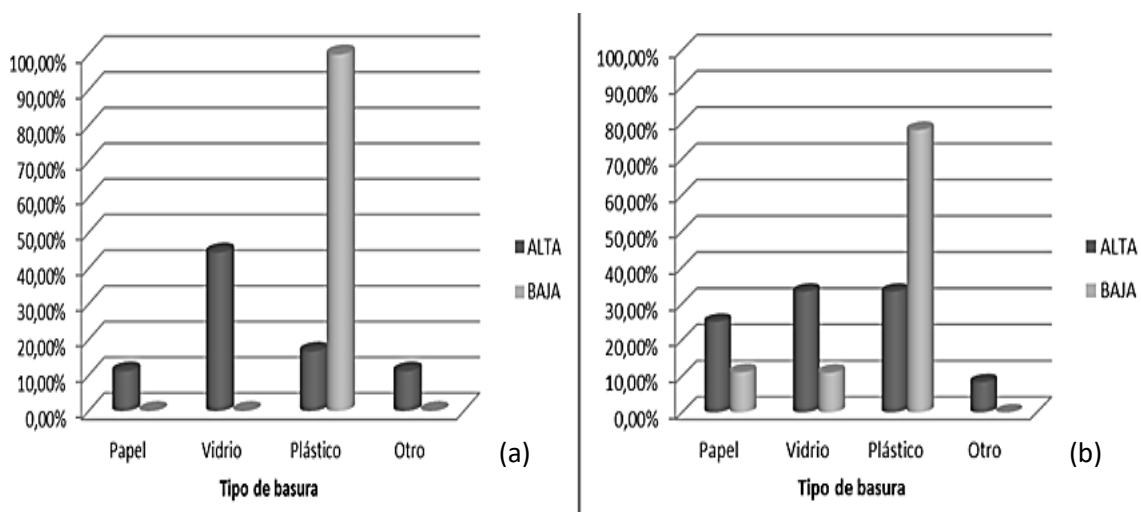 100,00%
90,00%
80,00%
70,00%
60,00%
50,00%
40,00%
30,00%
20,00%
10,00%
0,00%
Papel Vidrio Plástico Otro
Tipo de basura
ALTA
BAJA
(a)
100,00%
90,00%
80,00%
70,00%
60,00%
50,00%
40,00%
30,00%
20,00%
10,00%
0,00%
Papel Vidrio Plástico Otro
Tipo de basura
ALTA
BAJA
(b)